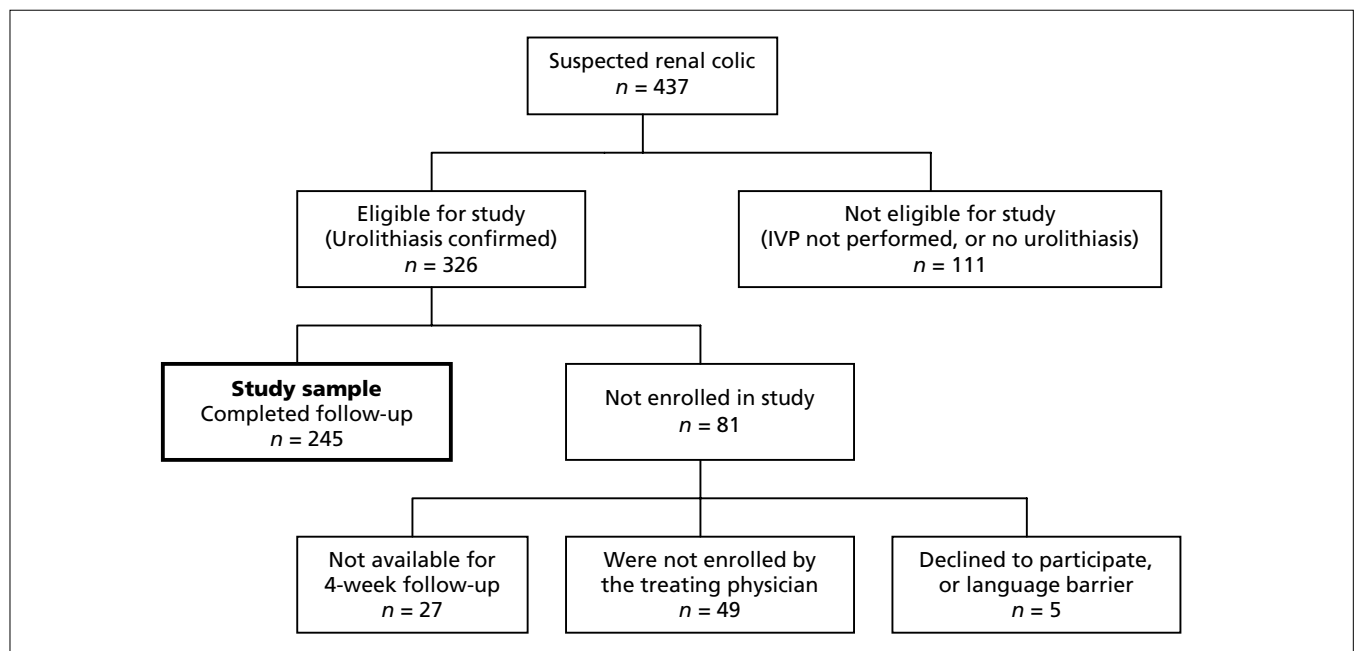 Suspected renal colic
n = 437
Eligible for study
(Urolithiasis confirmed)
n = 326
Not eligible for study
(IVP not performed, or no urolithiasis)
n = 111
Study sample
Completed follow-up
n = 245
Not enrolled in study
n = 81
Not available for
4-week follow-up
n = 27
Were not enrolled by
the treating physician
n = 49
Declined to participate,
or language barrier
n = 5